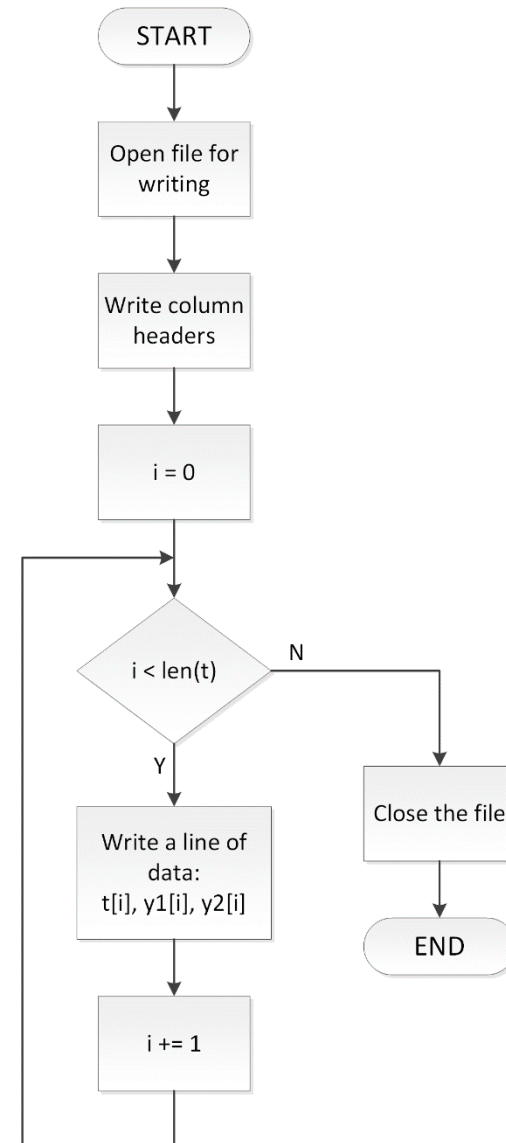 START
Open file for
writing
Write column
headers
i = 0
i < len(t)
N
Y
Write a line of
data:
t[i], y1[i], y2[i]
Close the file
END
i += 1